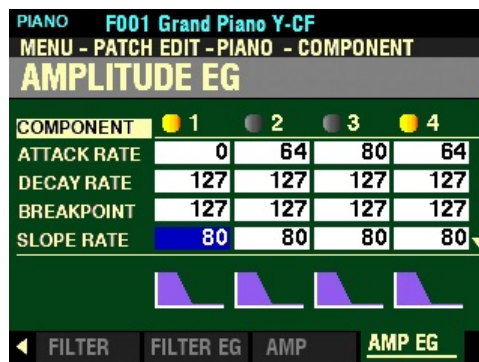 PIANO F001 Grand Piano Y-CF
MENU - PATCH EDIT - PIANO - COMPONENT
AMPLITUDE EG
COMPONENT 1 2 3 4
ATTACK RATE 0 64 80 64
DECAY RATE 127 127 127 127
BREAKPOINT 127 127 127 127
SLOPE RATE 80 80 80 80
FILTER FILTER EG AMP AMP EG